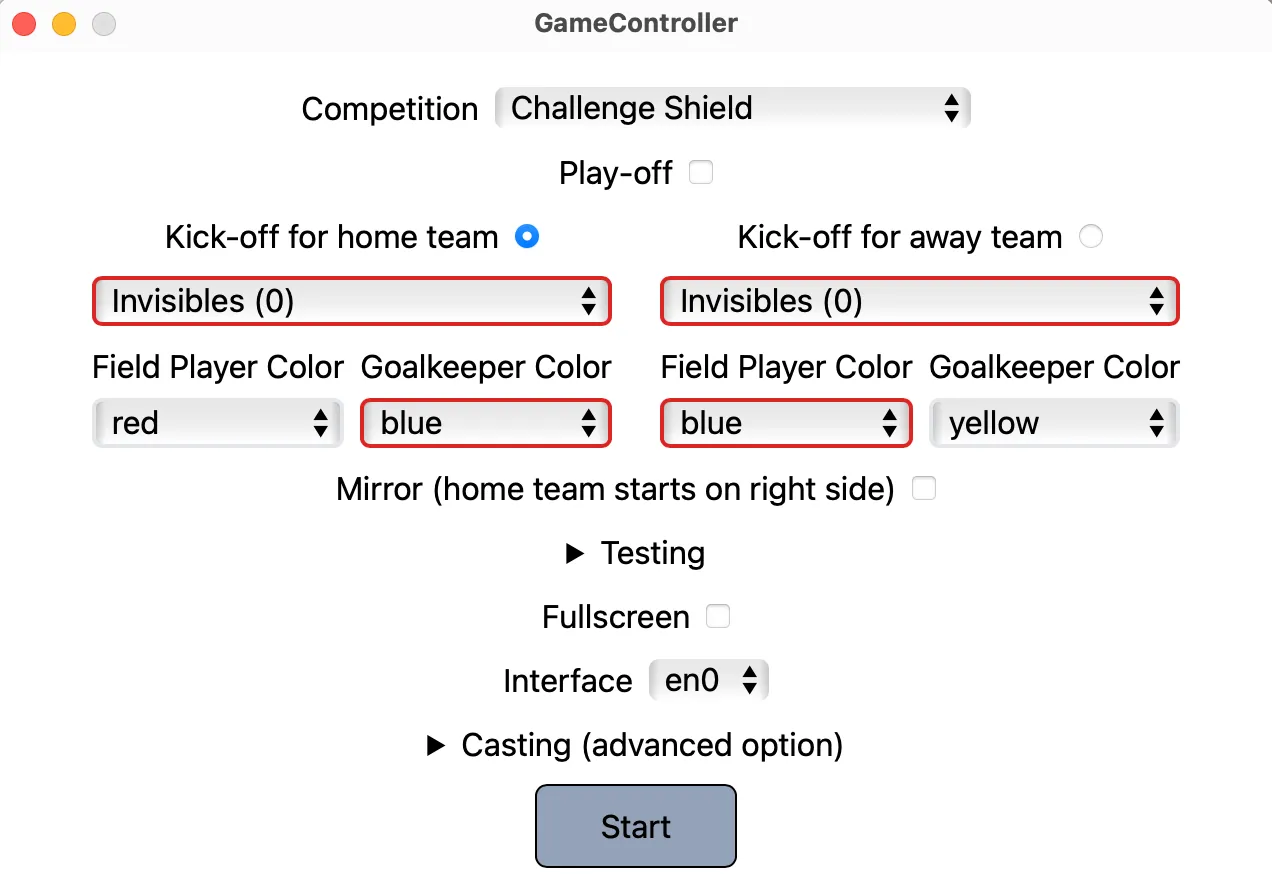 GameController
Competition Challenge Shield
Play-off
Kick-off for home team Kick-off for away team
Invisibles (0) Invisibles (0)
Field Player Color Goalkeeper Color Field Player Color Goalkeeper Color
red blue blue yellow
Mirror (home team starts on right side)
Testing
Fullscreen
Interface en0
Casting (advanced option)
Start